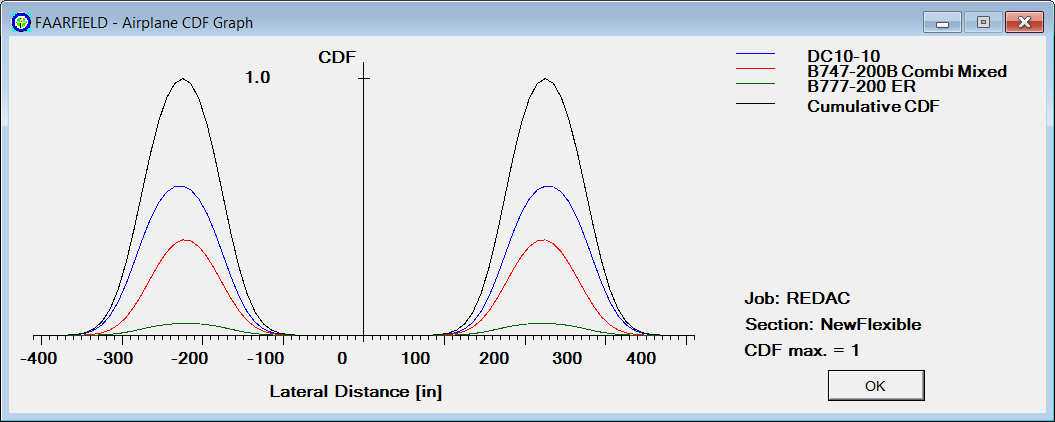 FAARFIELD - Airplane CDF Graph
CDF
1.0
DC10-10
B747-200B Combi Mixed
B777-200 ER
Cumulative CDF
Job: REDAC
Section: NewFlexible
CDF max. = 1
-400 -300 -200 -100 0 100 200 300 400
Lateral Distance [in]
OK